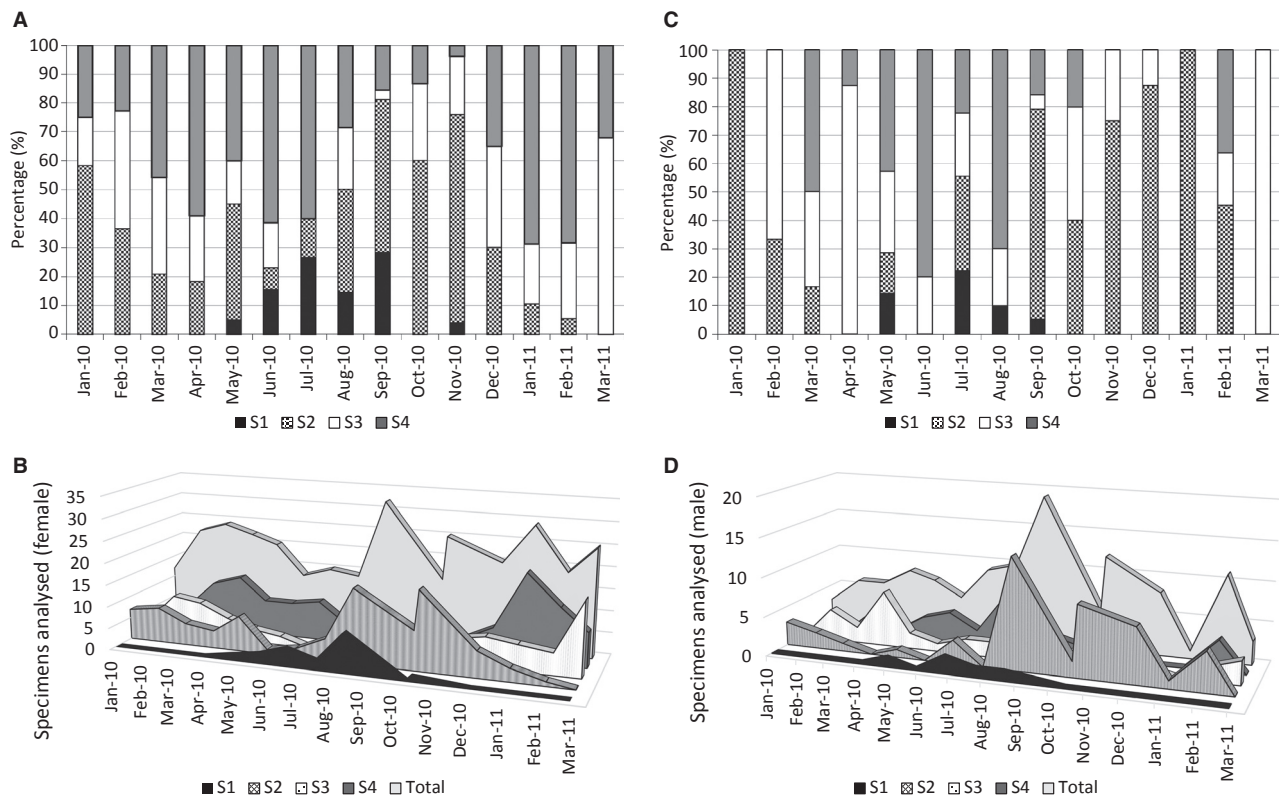 A
Percentage (%)
100
90
80
70
60
50
40
30
20
10
0
Jan-10
Feb-10
Mar-10
Apr-10
May-10
Jun-10
Jul-10
Aug-10
Sep-10
Oct-10
Nov-10
Dec-10
Jan-11
Feb-11
Mar-11
S1 S2 S3 S4
B
Specimens analysed (female)
35
30
25
20
15
10
5
0
Jan-10
Feb-10
Mar-10
Apr-10
May-10
Jun-10
Jul-10
Aug-10
Sep-10
Oct-10
Nov-10
Dec-10
Jan-11
Feb-11
Mar-11
S1 S2 S3 S4 Total
C
Percentage (%)
100
90
80
70
60
50
40
30
20
10
0
Jan-10
Feb-10
Mar-10
Apr-10
May-10
Jun-10
Jul-10
Aug-10
Sep-10
Oct-10
Nov-10
Dec-10
Jan-11
Feb-11
Mar-11
S1 S2 S3 S4
D
Specimens analysed (male)
20
15
10
5
0
Jan-10
Feb-10
Mar-10
Apr-10
May-10
Jun-10
Jul-10
Aug-10
Sep-10
Oct-10
Nov-10
Dec-10
Jan-11
Feb-11
Mar-11
S1 S2 S3 S4 Total